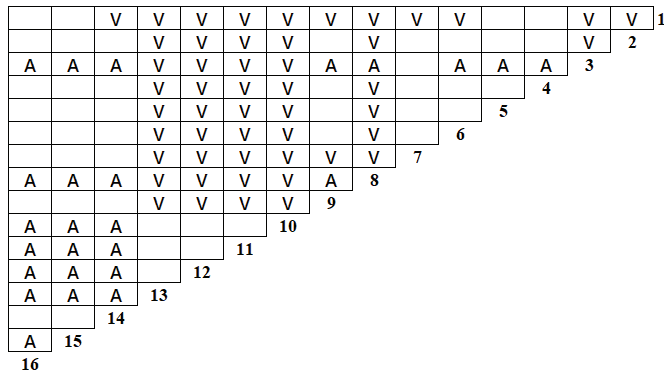 V V V V V V V V V V V 1
V V V V V V 2
A A A V V V V A A A A A 3
V V V V V 4
V V V V V 5
V V V V V 6
V V V V V V 7
A A A V V V V A 8
V V V V 9
A A A 10
A A A 11
A A A 12
A A A 13
14
A 15
16